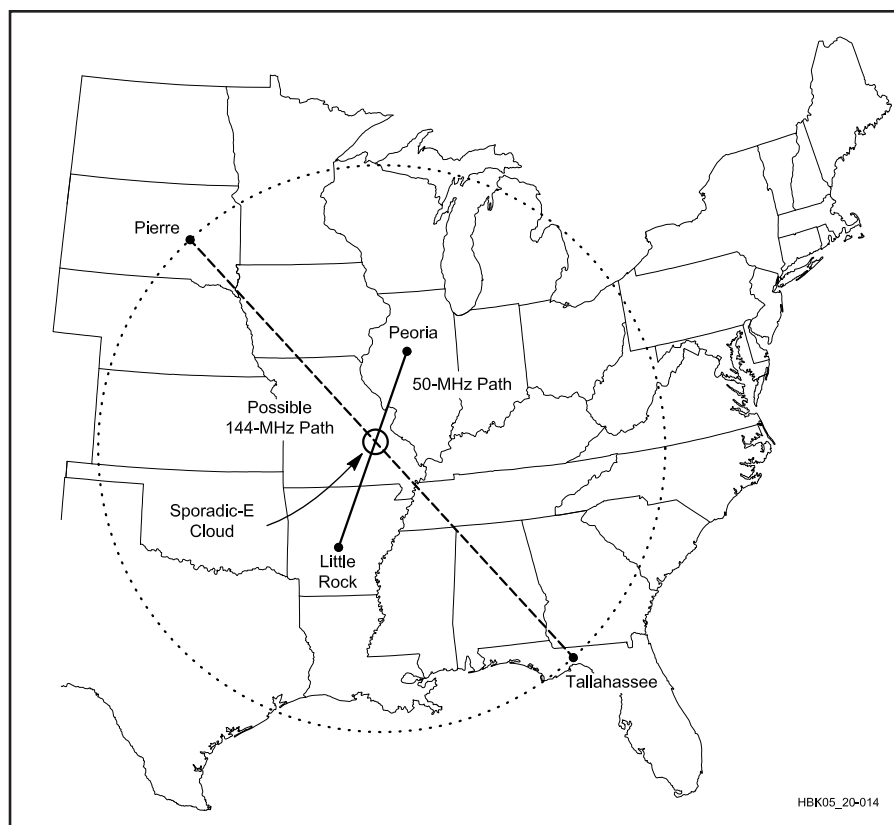 Pierre
Peoria
50-MHz Path
Possible
144-MHz Path
Sporadic-E
Cloud
Little
Rock
Tallahassee
HBK05_20-014